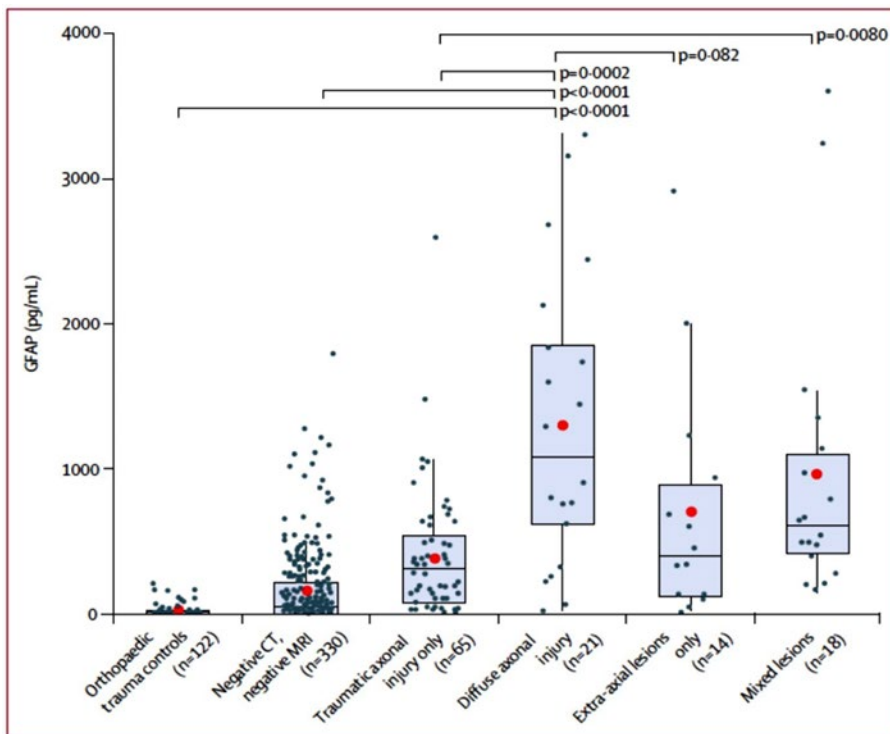 4000
p=0·0080
p=0·082
p=0·0002
p<0·0001
p<0·0001
3000
2000
1000
0
GFAP (pg/mL)
Orthopaedic
trauma controls
(n=122)
Negative CT,
negative MRI
(n=330)
Traumatic axonal
injury only
(n=65)
Diffuse axonal
injury
(n=21)
Extra-axial lesions
only
(n=14)
Mixed lesions
(n=18)